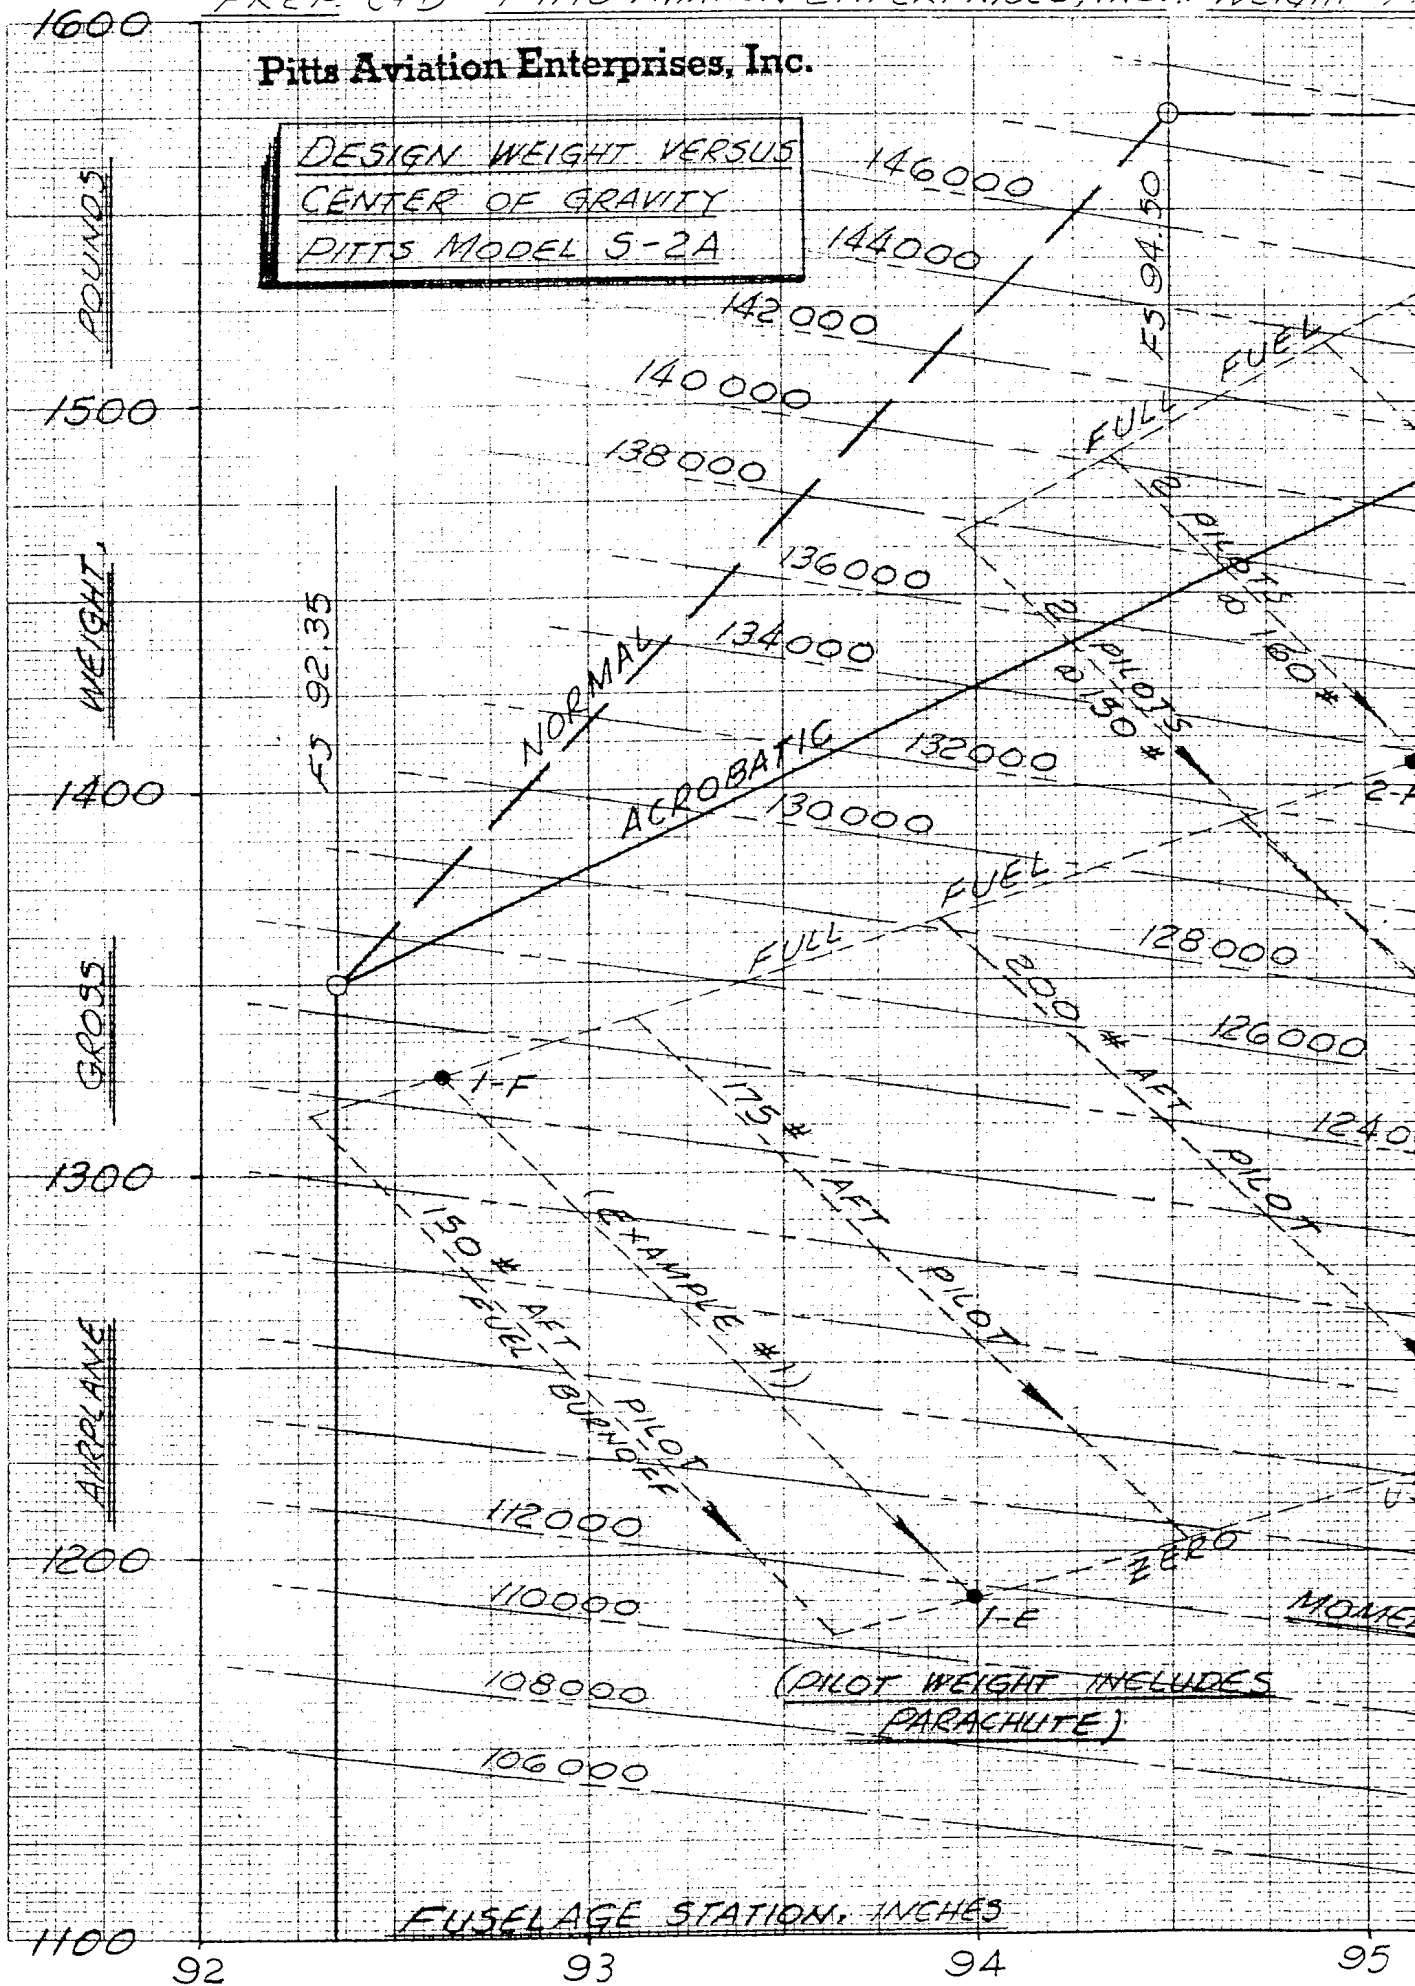 1600
Pitts Aviation Enterprises, Inc.
DESIGN WEIGHT VERSUS
CENTER OF GRAVITY
PITTS MODEL S-2A
146000
144000
142000
140000
138000
136000
134000
132000
130000
128000
126000
1240
112000
110000
108000
106000
FS 94.50
FS 92.35
FULL FUEL
2 PILOTS
@ 160#
2 PILOTS
@ 150#
NORMAL
ACROBATIC
FULL FUEL
2-F
1-F
200# AFT PILOT
175# AFT PILOT
(EXAMPLE #1)
150# AFT PILOT
FUEL BURNOFF
ZERO
1-E
(PILOT WEIGHT INCLUDES
PARACHUTE)
AIRPLANE GROSS WEIGHT, POUNDS
1500
1400
1300
1200
1100
FUSELAGE STATION, INCHES
92
93
94
95